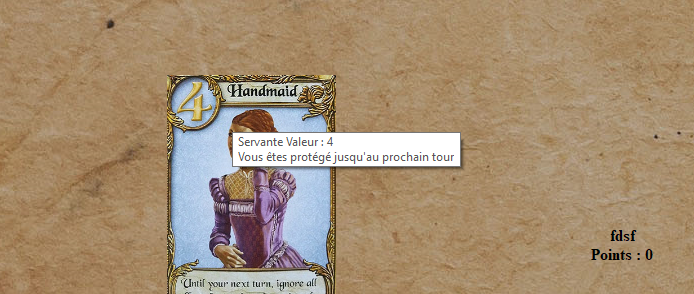 4 Handmaid
Servante Valeur : 4
Vous êtes protégé jusqu'au prochain tour
fdsf
Points : 0
"Until your next turn, ignore all